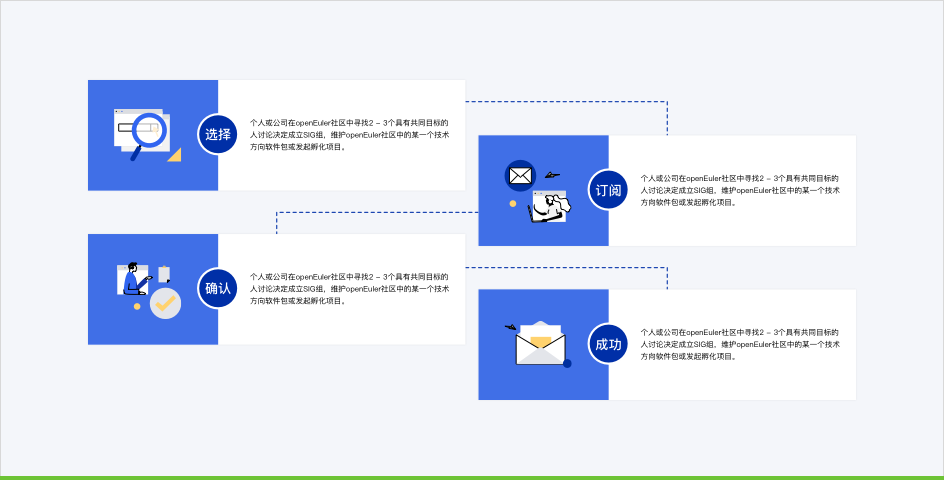 选择
个人或公司在openEuler社区中寻找2 - 3个具有共同目标的
人讨论决定成立SIG组，维护openEuler社区中的某一个技术
方向软件包或发起孵化项目。
订阅
个人或公司在openEuler社区中寻找2 - 3个具有共同目标的
人讨论决定成立SIG组，维护openEuler社区中的某一个技术
方向软件包或发起孵化项目。
确认
个人或公司在openEuler社区中寻找2 - 3个具有共同目标的
人讨论决定成立SIG组，维护openEuler社区中的某一个技术
方向软件包或发起孵化项目。
成功
个人或公司在openEuler社区中寻找2 - 3个具有共同目标的
人讨论决定成立SIG组，维护openEuler社区中的某一个技术
方向软件包或发起孵化项目。